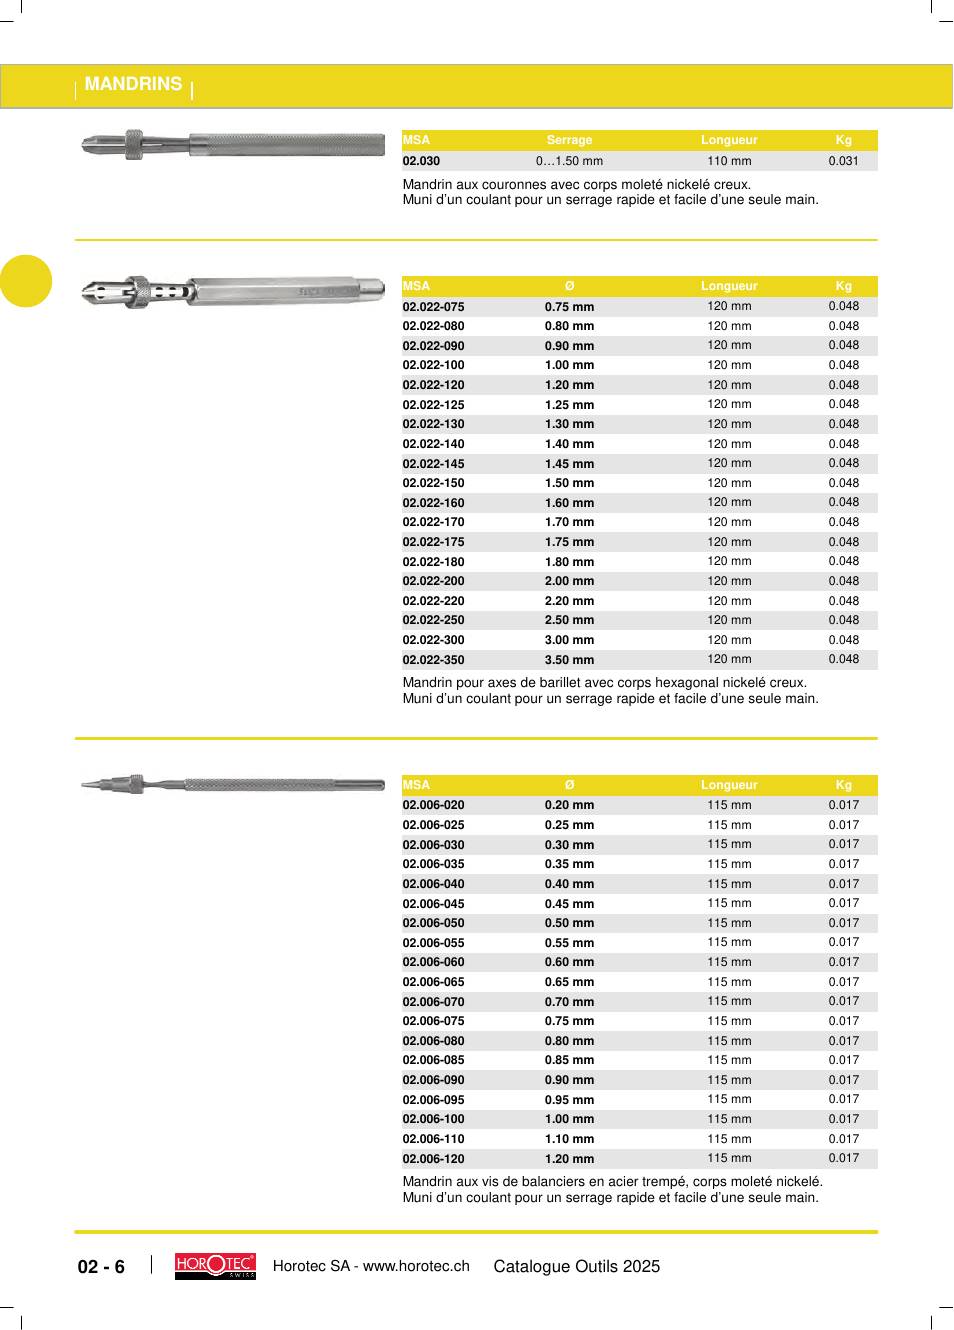 MANDRINS
MSA Serrage Longueur Kg
02.030 0…1.50 mm 110 mm 0.031
Mandrin aux couronnes avec corps moleté nickelé creux.
Muni d’un coulant pour un serrage rapide et facile d’une seule main.
MSA Ø Longueur Kg
02.022-075 0.75 mm 120 mm 0.048
02.022-080 0.80 mm 120 mm 0.048
02.022-090 0.90 mm 120 mm 0.048
02.022-100 1.00 mm 120 mm 0.048
02.022-120 1.20 mm 120 mm 0.048
02.022-125 1.25 mm 120 mm 0.048
02.022-130 1.30 mm 120 mm 0.048
02.022-140 1.40 mm 120 mm 0.048
02.022-145 1.45 mm 120 mm 0.048
02.022-150 1.50 mm 120 mm 0.048
02.022-160 1.60 mm 120 mm 0.048
02.022-170 1.70 mm 120 mm 0.048
02.022-175 1.75 mm 120 mm 0.048
02.022-180 1.80 mm 120 mm 0.048
02.022-200 2.00 mm 120 mm 0.048
02.022-220 2.20 mm 120 mm 0.048
02.022-250 2.50 mm 120 mm 0.048
02.022-300 3.00 mm 120 mm 0.048
02.022-350 3.50 mm 120 mm 0.048
Mandrin pour axes de barillet avec corps hexagonal nickelé creux.
Muni d’un coulant pour un serrage rapide et facile d’une seule main.
MSA Ø Longueur Kg
02.006-020 0.20 mm 115 mm 0.017
02.006-025 0.25 mm 115 mm 0.017
02.006-030 0.30 mm 115 mm 0.017
02.006-035 0.35 mm 115 mm 0.017
02.006-040 0.40 mm 115 mm 0.017
02.006-045 0.45 mm 115 mm 0.017
02.006-050 0.50 mm 115 mm 0.017
02.006-055 0.55 mm 115 mm 0.017
02.006-060 0.60 mm 115 mm 0.017
02.006-065 0.65 mm 115 mm 0.017
02.006-070 0.70 mm 115 mm 0.017
02.006-075 0.75 mm 115 mm 0.017
02.006-080 0.80 mm 115 mm 0.017
02.006-085 0.85 mm 115 mm 0.017
02.006-090 0.90 mm 115 mm 0.017
02.006-095 0.95 mm 115 mm 0.017
02.006-100 1.00 mm 115 mm 0.017
02.006-110 1.10 mm 115 mm 0.017
02.006-120 1.20 mm 115 mm 0.017
Mandrin aux vis de balanciers en acier trempé, corps moleté nickelé.
Muni d’un coulant pour un serrage rapide et facile d’une seule main.
02 - 6 HOROTEC® SWISS Horotec SA - www.horotec.ch Catalogue Outils 2025